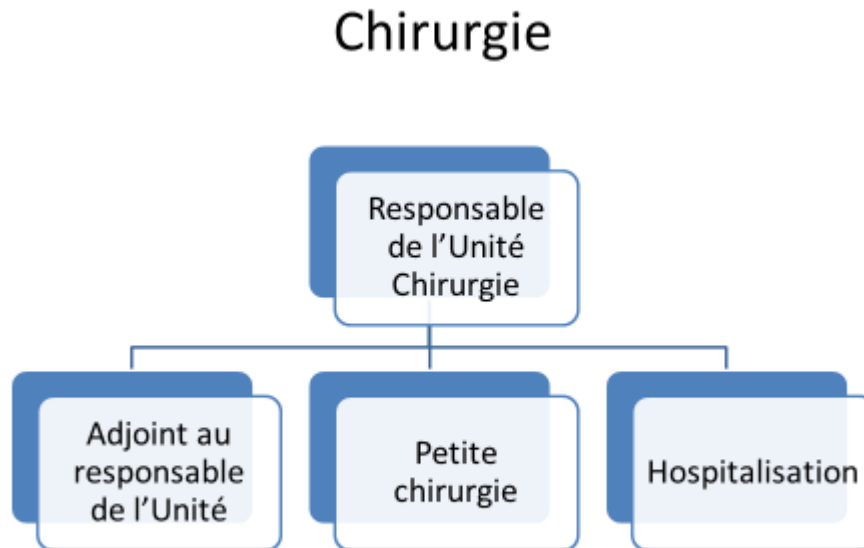 Chirurgie
Responsable
de l’Unité
Chirurgie
Adjoint au
responsable
de l’Unité
Petite
chirurgie
Hospitalisation